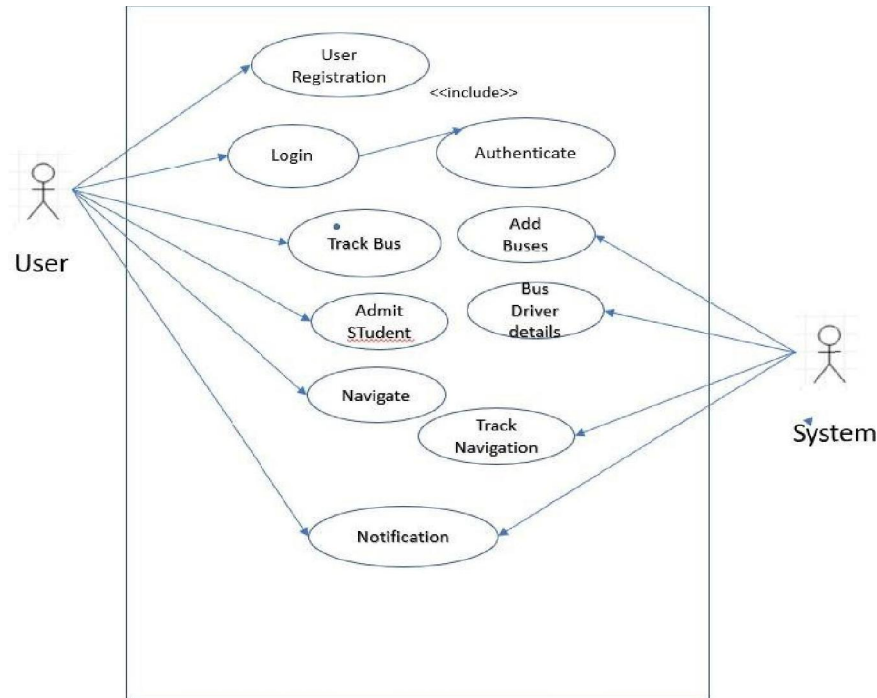 User
Registration
<<include>>
Login
Authenticate
User
Track Bus
Add
Buses
Admit
STudent
Bus
Driver
details
Navigate
Track
Navigation
System
Notification